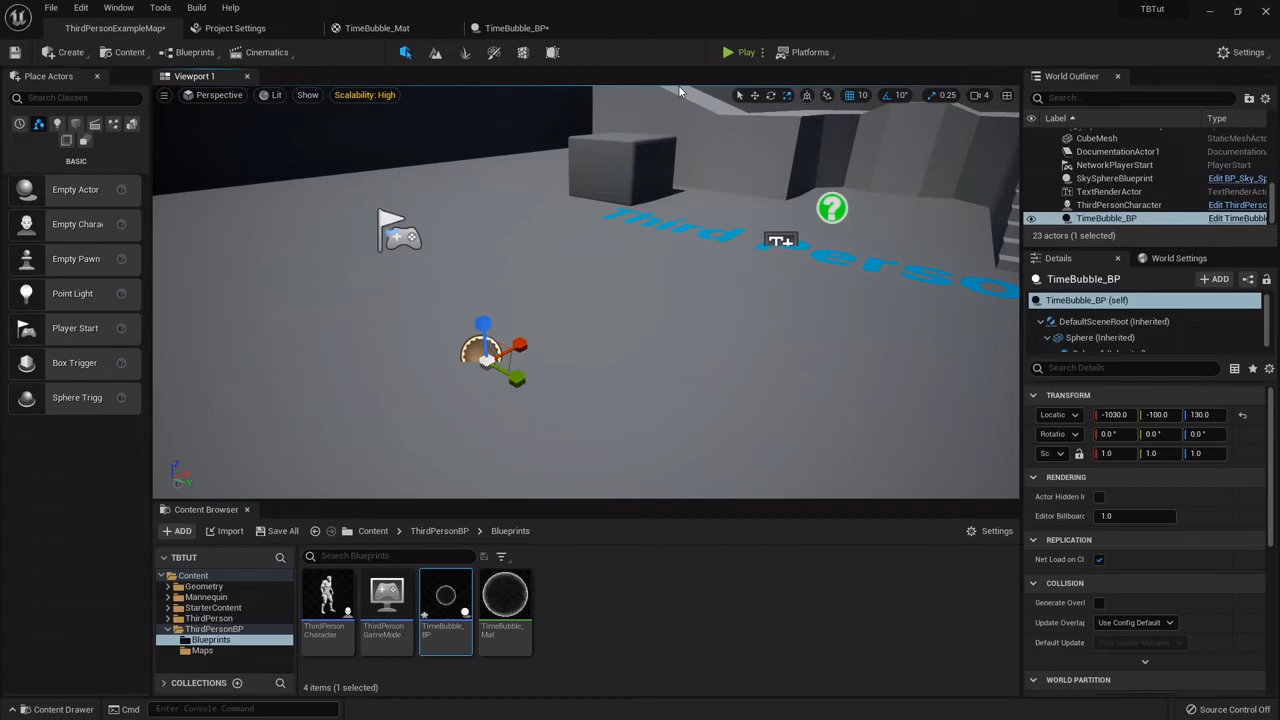 File Edit Window Tools Build Help TBTut
ThirdPersonExampleMap* Project Settings TimeBubble_Mat TimeBubble_BP*
Create Content Blueprints Cinematics Play Platforms Settings
Place Actors Viewport 1 World Outliner
Search Classes Perspective Lit Show Scalability: High 10 10° 0.25 4 Search...
Label Type
CubeMesh StaticMeshActo
DocumentationActor1 Documentation
NetworkPlayerStart PlayerStart
SkySphereBlueprint Edit BP_Sky_Sp
TextRenderActor TextRenderActor
ThirdPersonCharacter Edit ThirdPerso
TimeBubble_BP Edit TimeBubbl
23 actors (1 selected)
BASIC
Empty Actor
Empty Chara
Empty Pawn
Point Light
Player Start
Box Trigger
Sphere Trigg
Third Perso
Details World Settings
TimeBubble_BP ADD
TimeBubble_BP (self)
DefaultSceneRoot (Inherited)
Sphere (Inherited)
Search Details
TRANSFORM
Locatic -1030.0 -100.0 130.0
Rotatio 0.0 ° 0.0 ° 0.0 °
Sc 1.0 1.0 1.0
RENDERING
Actor Hidden Ir
Editor Billboar 1.0
REPLICATION
Net Load on Cl
COLLISION
Generate Overl
Update Overlap Use Config Default
Default Update
WORLD PARTITION
Content Browser
ADD Import Save All Content ThirdPersonBP Blueprints Settings
TBTUT Search Blueprints
Content
Geometry
Mannequin
StarterContent
ThirdPerson
ThirdPersonBP
Blueprints
Maps
ThirdPerson
Character
ThirdPerson
GameMode
TimeBubble_
BP
TimeBubble_
Mat
COLLECTIONS 4 items (1 selected)
Content Drawer Cmd Enter Console Command Source Control Off